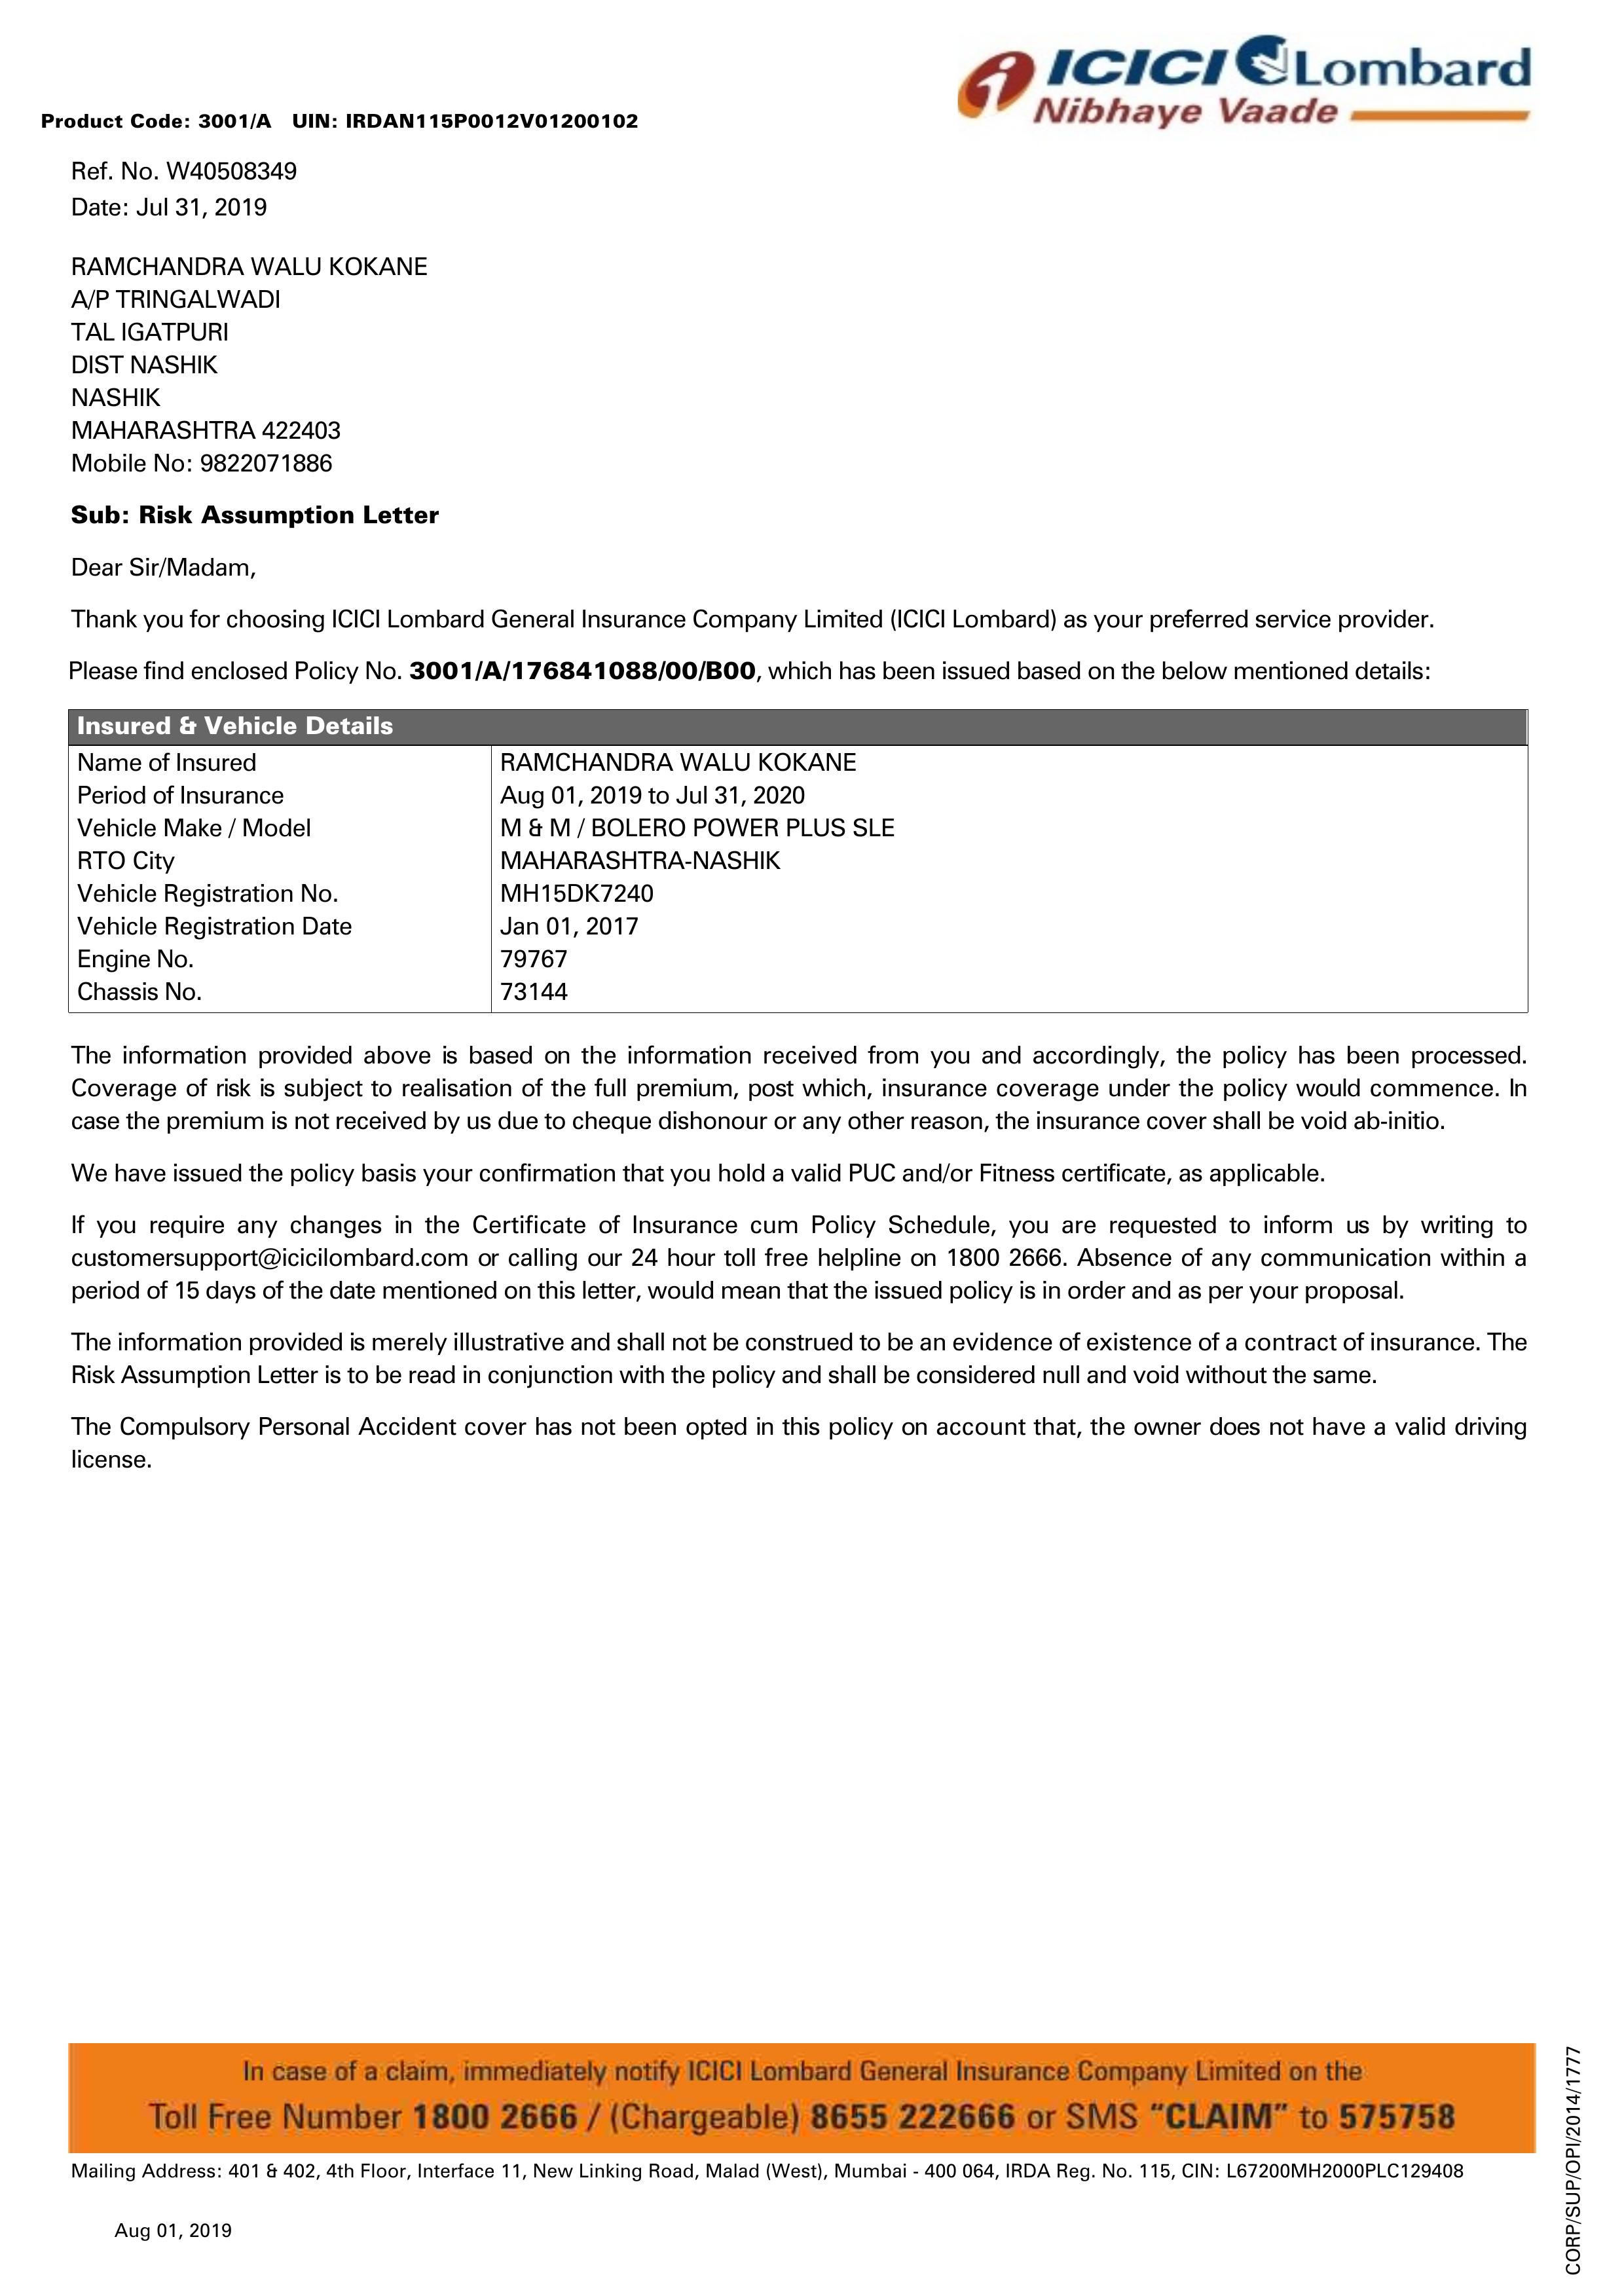 ICICI Lombard
Nibhaye Vaade
Product Code: 3001/A UIN: IRDAN115P0012V01200102
Ref. No. W40508349
Date: Jul 31, 2019
RAMCHANDRA WALU KOKANE
A/P TRINGALWADI
TAL IGATPURI
DIST NASHIK
NASHIK
MAHARASHTRA 422403
Mobile No: 9822071886
Sub: Risk Assumption Letter
Dear Sir/Madam,
Thank you for choosing ICICI Lombard General Insurance Company Limited (ICICI Lombard) as your preferred service provider.
Please find enclosed Policy No. 3001/A/176841088/00/B00, which has been issued based on the below mentioned details:
Insured & Vehicle Details
Name of Insured RAMCHANDRA WALU KOKANE
Period of Insurance Aug 01, 2019 to Jul 31, 2020
Vehicle Make / Model M & M / BOLERO POWER PLUS SLE
RTO City MAHARASHTRA-NASHIK
Vehicle Registration No. MH15DK7240
Vehicle Registration Date Jan 01, 2017
Engine No. 79767
Chassis No. 73144
The information provided above is based on the information received from you and accordingly, the policy has been processed.
Coverage of risk is subject to realisation of the full premium, post which, insurance coverage under the policy would commence. In
case the premium is not received by us due to cheque dishonour or any other reason, the insurance cover shall be void ab-initio.
We have issued the policy basis your confirmation that you hold a valid PUC and/or Fitness certificate, as applicable.
If you require any changes in the Certificate of Insurance cum Policy Schedule, you are requested to inform us by writing to
customersupport@icicilombard.com or calling our 24 hour toll free helpline on 1800 2666. Absence of any communication within a
period of 15 days of the date mentioned on this letter, would mean that the issued policy is in order and as per your proposal.
The information provided is merely illustrative and shall not be construed to be an evidence of existence of a contract of insurance. The
Risk Assumption Letter is to be read in conjunction with the policy and shall be considered null and void without the same.
The Compulsory Personal Accident cover has not been opted in this policy on account that, the owner does not have a valid driving
license.
In case of a claim, immediately notify ICICI Lombard General Insurance Company Limited on the
Toll Free Number 1800 2666 / (Chargeable) 8655 222666 or SMS “CLAIM” to 575758
Mailing Address: 401 & 402, 4th Floor, Interface 11, New Linking Road, Malad (West), Mumbai - 400 064, IRDA Reg. No. 115, CIN: L67200MH2000PLC129408
Aug 01, 2019
CORP/SUP/OPI/2014/1777